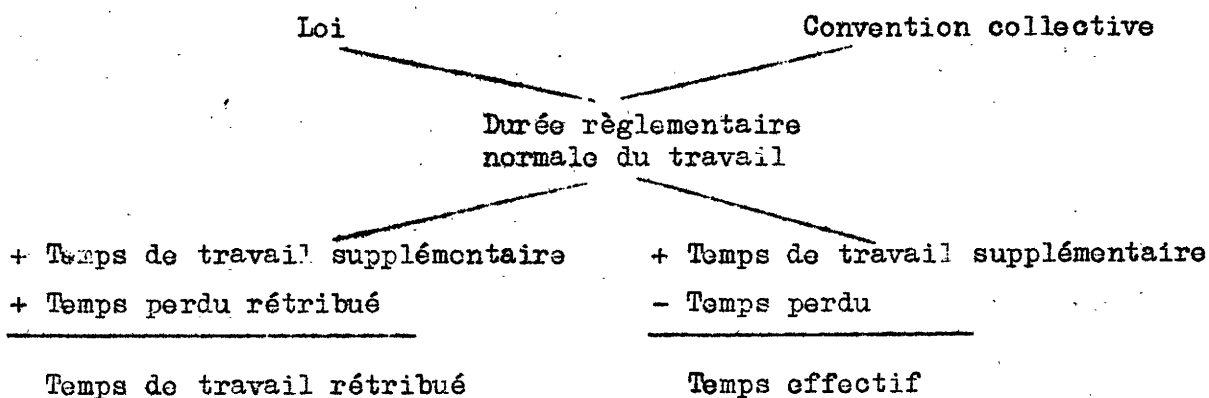 Loi Convention collective
Durée règlementaire
normale du travail
+ Temps de travail supplémentaire + Temps de travail supplémentaire
+ Temps perdu rétribué - Temps perdu
Temps de travail rétribué Temps effectif